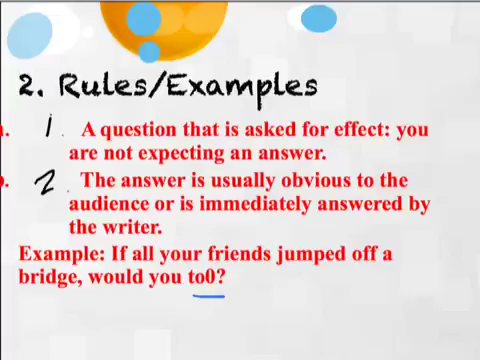 2. Rules/Examples
1. A question that is asked for effect: you
are not expecting an answer.
2. The answer is usually obvious to the
audience or is immediately answered by
the writer.
Example: If all your friends jumped off a
bridge, would you to0?